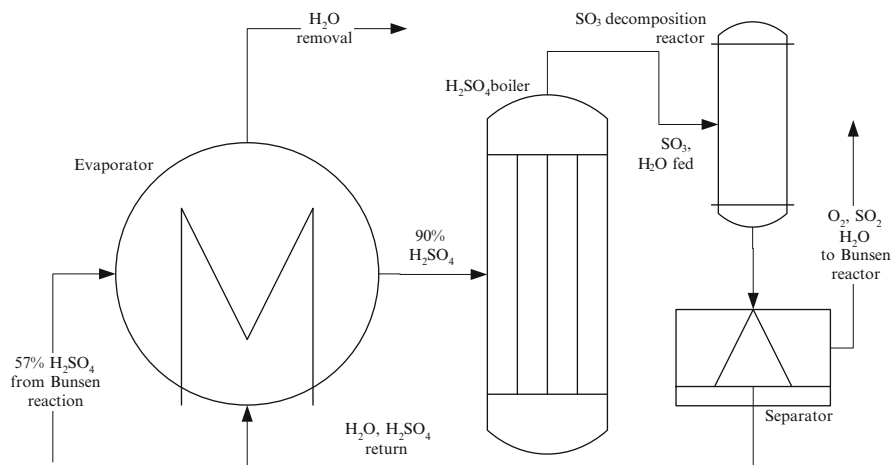 H₂O
removal
SO₃ decomposition
reactor
H₂SO₄boiler
Evaporator
SO₃,
H₂O fed
90%
H₂SO₄
O₂, SO₂
H₂O
to Bunsen
reactor
57% H₂SO₄
from Bunsen
reaction
H₂O, H₂SO₄
return
Separator